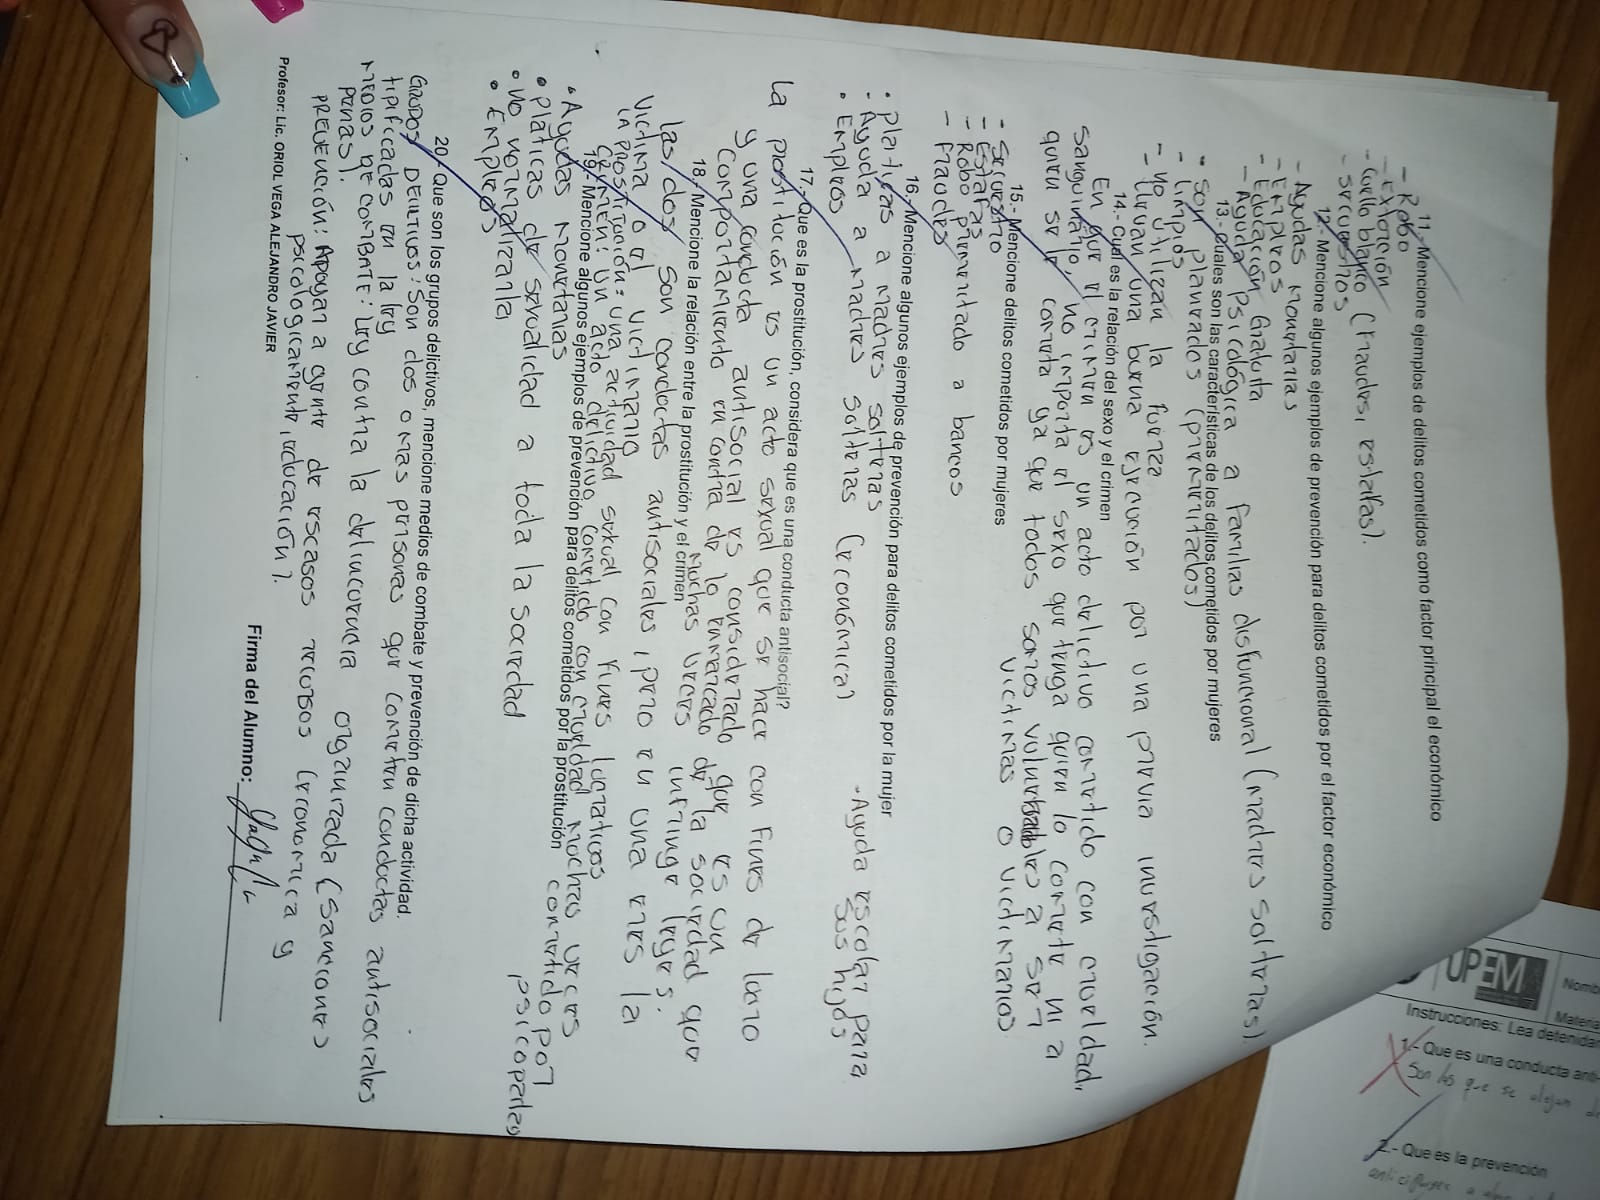 11.- Mencione ejemplos de delitos cometidos como factor principal el económico
- Robo
- Extorción
- Cuello blanco (fraudes, estafas).
- Secuestros
12.- Mencione algunos ejemplos de prevención para delitos cometidos por el factor económico
- Ayudas monetarias
- Empleos
- Educación Gratuita
- Ayuda Psicológica a familias disfuncional (madres solteras)
13.- Cuales son las características de los delitos cometidos por mujeres
• Son planeados (premeditados)
- Limpios
- No utilizan la fuerza
- Llevan una buena ejecución por una previa investigación.
14.- Cual es la relación del sexo y el crimen
En que el crimen es un acto delictivo cometido con crueldad,
sanguinario, no importa el sexo que tenga quien lo comete ni a
quien se le cometa ya que todos somos vulnerables a ser
victimas o victimarios
15.- Mencione delitos cometidos por mujeres
- Secuestro
- Estafas
- Robo premeditado a bancos
- Fraudes
16.- Mencione algunos ejemplos de prevención para delitos cometidos por la mujer
• Platicas a madres solteras
- Ayuda a madres solteras (económica)
• Empleos
- Ayuda escolar para
sus hijos
17.- Que es la prostitución, considera que es una conducta antisocial?
La prostitución es un acto sexual que se hace con fines de lucro
y una conducta antisocial es considerado que es un
comportamiento en contra de lo enmarcado de la sociedad que
muchas veces infringe leyes.
18.- Mencione la relación entre la prostitución y el crimen
Las dos son conductas antisociales, pero en una eres la
victima o el victimario
La prostitución: una actividad sexual con fines lucrativos
Crimen: Un acto delictivo cometido con crueldad muchas veces
cometido por
psicopatas
19.- Mencione algunos ejemplos de prevención para delitos cometidos por la prostitución
• Ayudas monetarias
• Platicas de sexualidad a toda la sociedad
• No normalizarla
• Empleos
20.- Que son los grupos delictivos, mencione medios de combate y prevención de dicha actividad.
Grupos Delictivos: Son dos o mas personas que cometen conductas antisociales
tipificadas en la ley
Medios de combate: Ley contra la delincuencia organizada (sanciones
penas).
Prevención: Apoyar a gente de escasos recursos (economica y
psicologicamente, educación).
Profesor: Lic. ORIOL VEGA ALEJANDRO JAVIER
Firma del Alumno:
UPEM
Instrucciones: Lea
1.- Que es una conducta
Son las que se alejan
2.- Que es la prevención